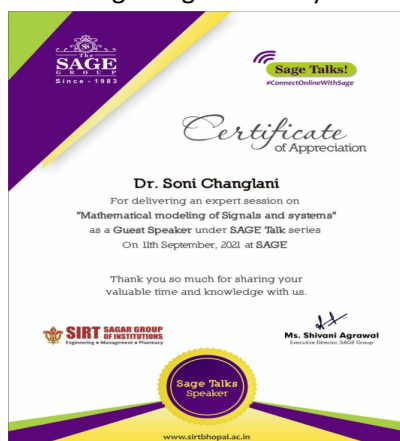 The
SAGE
GROUP
Since - 1983
Sage Talks!
#ConnectOnlineWithSage
Certificate
of Appreciation
Dr. Soni Changlani
For delivering an expert session on
"Mathematical modeling of Signals and systems"
as a Guest Speaker under SAGE Talk series
On 11th September, 2021 at SAGE
Thank you so much for sharing your
valuable time and knowledge with us.
SIRT SAGAR GROUP
OF INSTITUTIONS
Engineering • Management • Pharmacy
Ms. Shivani Agrawal
Executive Director, SAGE Group
Sage Talks
Speaker
www.sirtbhopal.ac.in